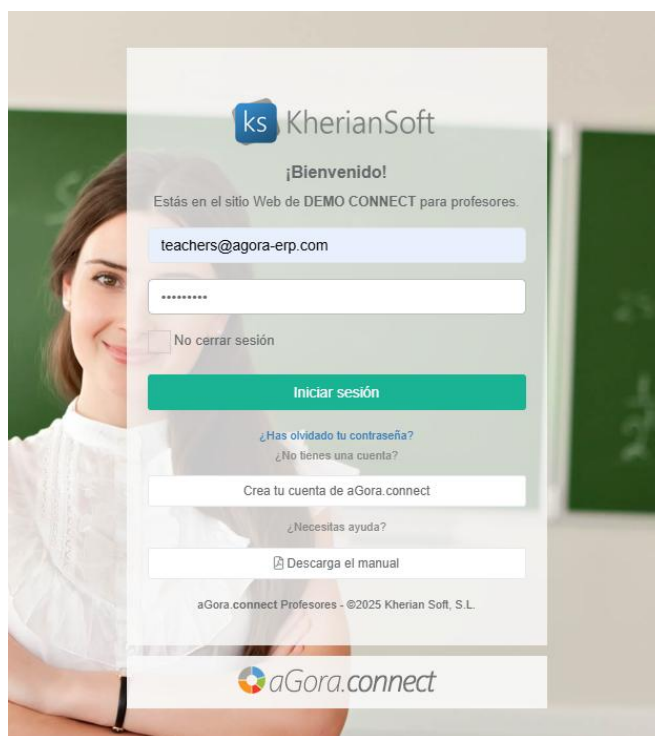 ks KherianSoft
¡Bienvenido!
Estás en el sitio Web de DEMO CONNECT para profesores.
teachers@agora-erp.com
No cerrar sesión
Iniciar sesión
¿Has olvidado tu contraseña?
¿No tienes una cuenta?
Crea tu cuenta de aGora.connect
¿Necesitas ayuda?
Descarga el manual
aGora.connect Profesores - ©2025 Kherian Soft, S.L.
aGora.connect